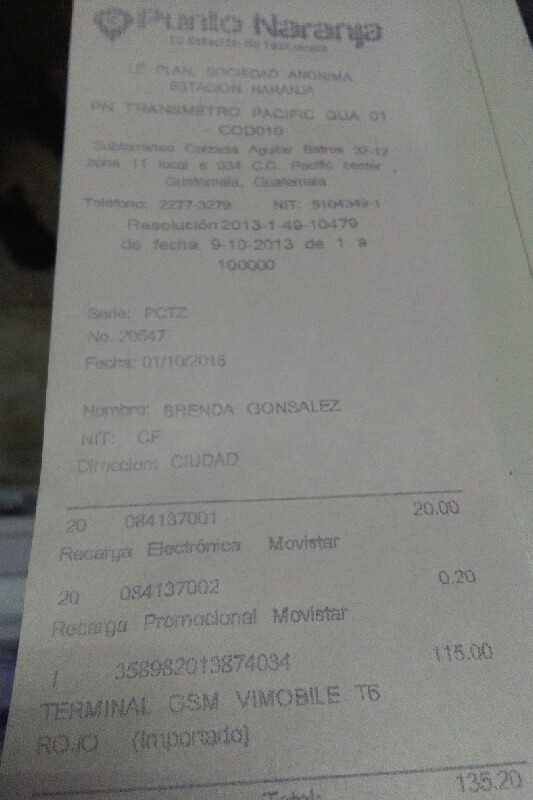 Punto Naranja
Tu Estación de Teléfonos
LE PLAN, SOCIEDAD ANONIMA
ESTACION NARANJA
PN TRANSMETRO PACIFIC GUA 01
- COD010
Subterraneo Calzada Aguilar Batres 32-12
zona 11 local s 034 C.C. Pacific center ,
Guatemala, Guatemala
Teléfono: 2277-3279 NIT: 5104349-1
Resolución 2013-1-49-10479
de fecha 9-10-2013 de 1 a
100000
Serie: PCTZ
No. 20547
Fecha: 01/10/2015
Nombre: BRENDA GONSALEZ
NIT: CF
Direccion: CIUDAD
20 084137001 20.00
Recarga Electrónica Movistar
20 084137002 0.20
Recarga Promocional Movistar
1 358982013874034 115.00
TERMINAL GSM VIMOBILE T6
ROJO (Importado)
Total: 135.20